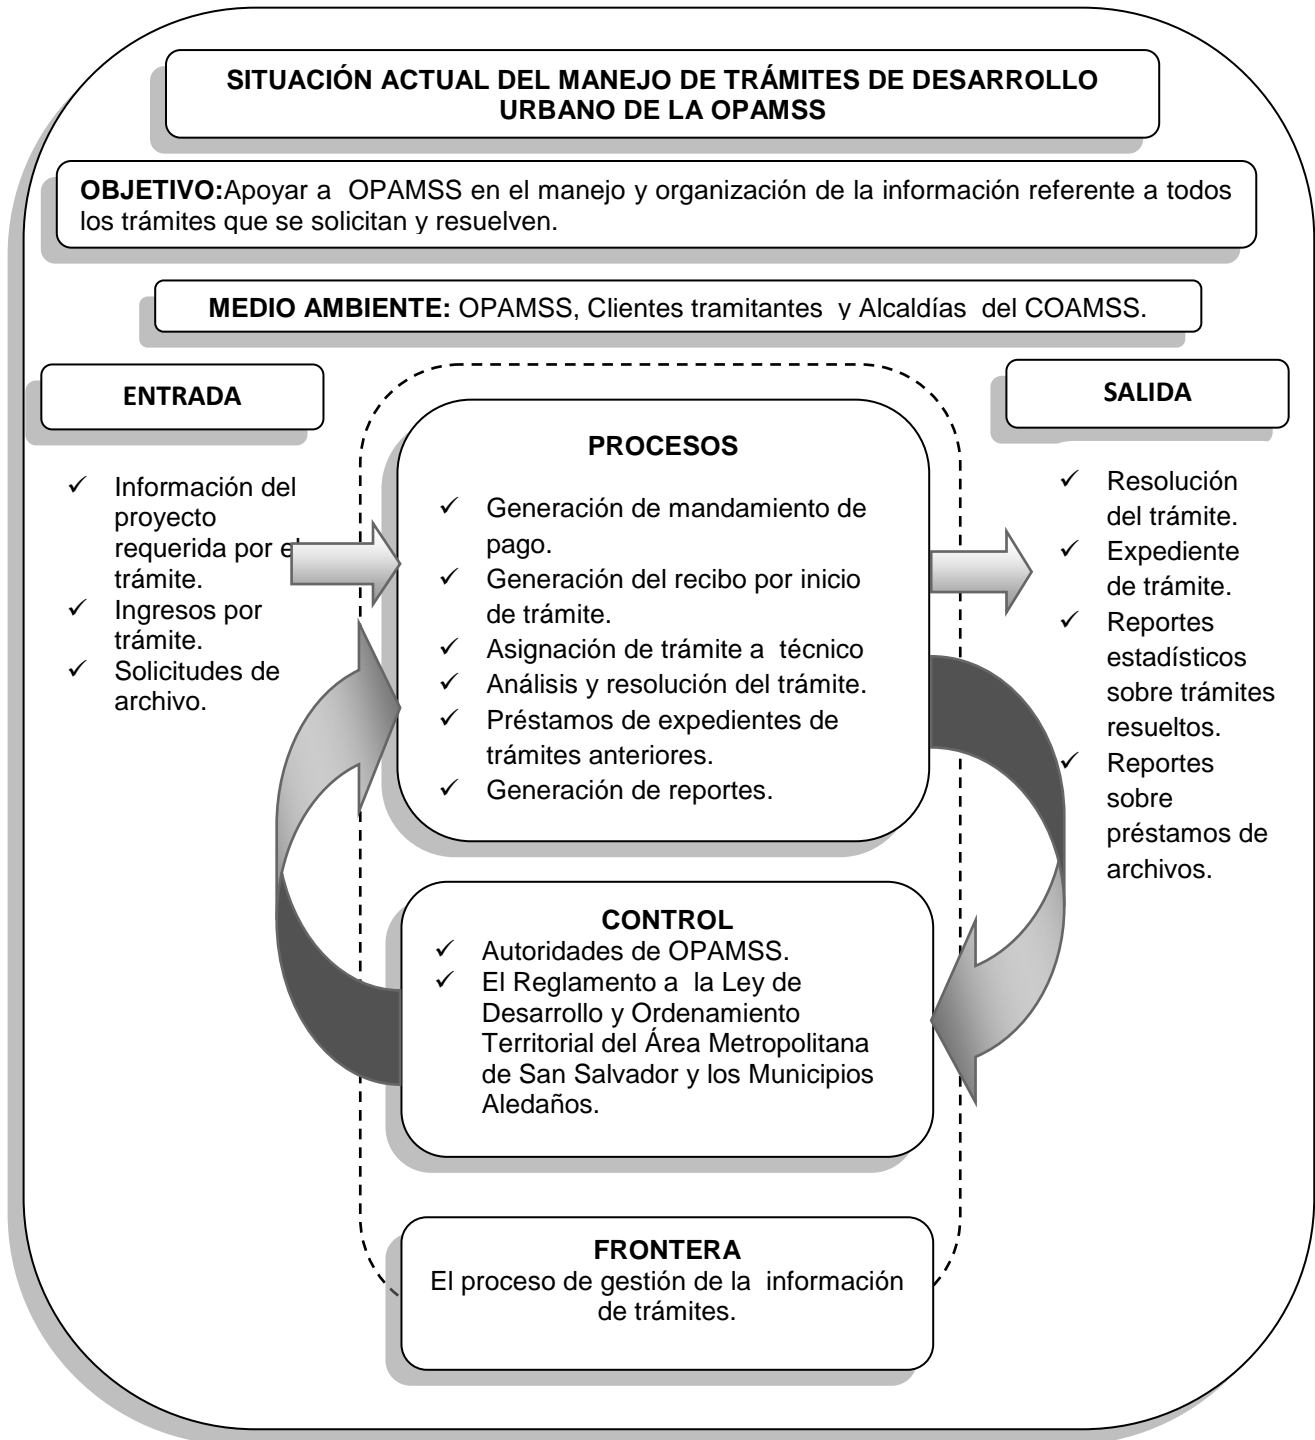 SITUACIÓN ACTUAL DEL MANEJO DE TRÁMITES DE DESARROLLO
URBANO DE LA OPAMSS
OBJETIVO:Apoyar a OPAMSS en el manejo y organización de la información referente a todos
los trámites que se solicitan y resuelven.
MEDIO AMBIENTE: OPAMSS, Clientes tramitantes y Alcaldías del COAMSS.
ENTRADA
✓ Información del
proyecto
requerida por el
trámite.
✓ Ingresos por
trámite.
✓ Solicitudes de
archivo.
PROCESOS
✓ Generación de mandamiento de
pago.
✓ Generación del recibo por inicio
de trámite.
✓ Asignación de trámite a técnico
✓ Análisis y resolución del trámite.
✓ Préstamos de expedientes de
trámites anteriores.
✓ Generación de reportes.
SALIDA
✓ Resolución
del trámite.
✓ Expediente
de trámite.
✓ Reportes
estadísticos
sobre trámites
resueltos.
✓ Reportes
sobre
préstamos de
archivos.
CONTROL
✓ Autoridades de OPAMSS.
✓ El Reglamento a la Ley de
Desarrollo y Ordenamiento
Territorial del Área Metropolitana
de San Salvador y los Municipios
Aledaños.
FRONTERA
El proceso de gestión de la información
de trámites.